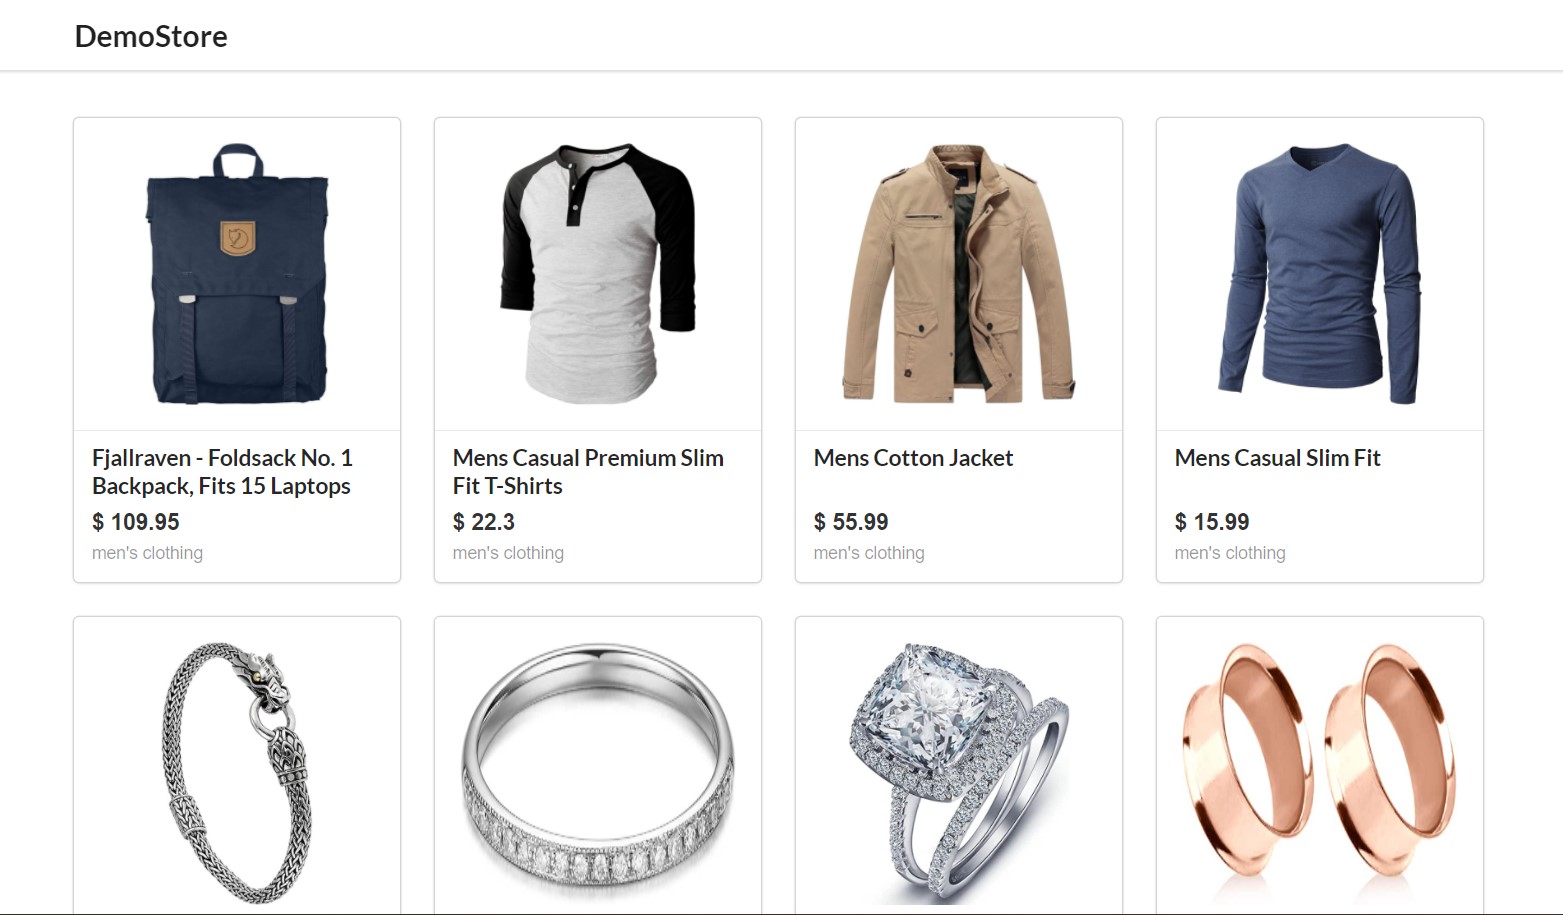 DemoStore
Fjallraven - Foldsack No. 1
Backpack, Fits 15 Laptops
$ 109.95
men's clothing
Mens Casual Premium Slim
Fit T-Shirts
$ 22.3
men's clothing
Mens Cotton Jacket
$ 55.99
men's clothing
Mens Casual Slim Fit
$ 15.99
men's clothing